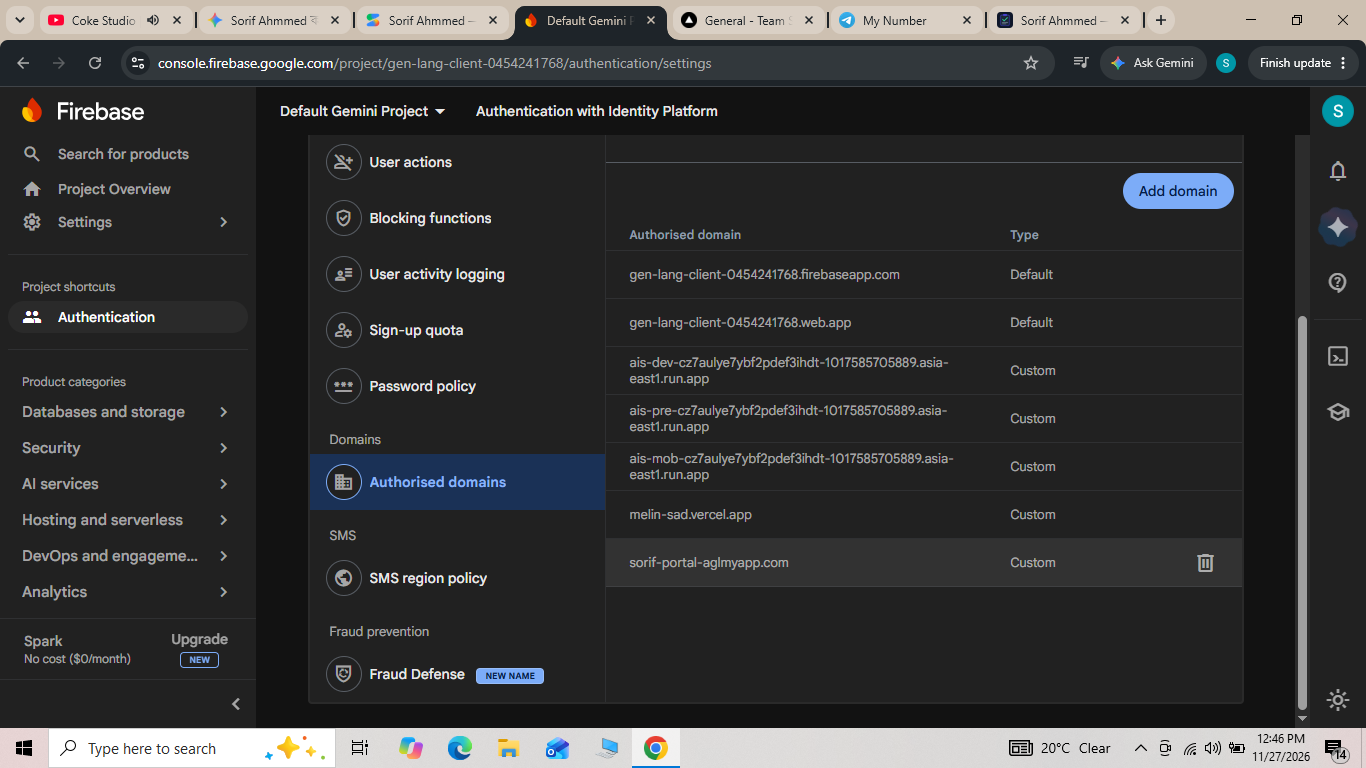 Coke Studio
Sorif Ahmmed
Sorif Ahmmed —
Default Gemini P
General - Team S
My Number
Sorif Ahmmed —
console.firebase.google.com/project/gen-lang-client-0454241768/authentication/settings
Ask Gemini
S
Finish update
Firebase
Default Gemini Project
Authentication with Identity Platform
S
Search for products
Project Overview
Settings
Project shortcuts
Authentication
Product categories
Databases and storage
Security
AI services
Hosting and serverless
DevOps and engageme...
Analytics
Spark
No cost ($0/month)
Upgrade
NEW
User actions
Blocking functions
User activity logging
Sign-up quota
Password policy
Domains
Authorised domains
SMS
SMS region policy
Fraud prevention
Fraud Defense NEW NAME
Add domain
Authorised domain Type
gen-lang-client-0454241768.firebaseapp.com Default
gen-lang-client-0454241768.web.app Default
ais-dev-cz7aulye7ybf2pdef3ihdt-1017585705889.asia-
east1.run.app Custom
ais-pre-cz7aulye7ybf2pdef3ihdt-1017585705889.asia-
east1.run.app Custom
ais-mob-cz7aulye7ybf2pdef3ihdt-1017585705889.asia-
east1.run.app Custom
melin-sad.vercel.app Custom
sorif-portal-aglmyapp.com Custom
Type here to search
20°C Clear
12:46 PM
11/27/2026
14